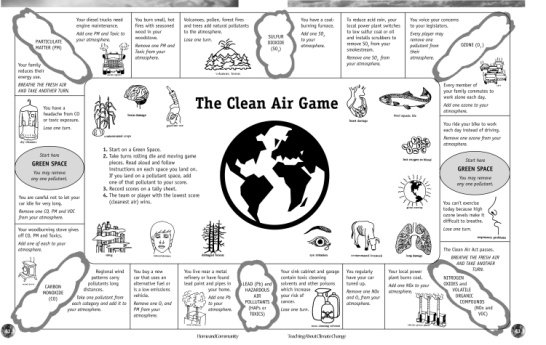 PARTICULATE
MATTER (PM)
Your diesel trucks need
engine maintenance.
Add one PM and Toxic to
your atmosphere.
You burn small, hot
fires with seasoned
wood in your
woodstove.
Remove one PM and
Toxic from your
atmosphere.
Volcanoes, pollen, forest fires
and trees add natural pollutants
to the atmosphere.
Lose one turn.
SULFUR
DIOXIDE
(SO₂)
You have a coal-
burning furnace.
Add one SO₂
to your
atmosphere.
To reduce acid rain, your
local power plant switches
to low sulfur coal or oil
and installs scrubbers to
remove SO₂ from your
smokestream.
Remove one SO₂ from
your atmosphere.
You voice your concerns
to your legislators.
Every player may
remove one
pollutant from
their
atmosphere.
OZONE (O₃)
Your family
reduces their
energy use.
BREATHE THE FRESH AIR
AND TAKE ANOTHER TURN.
You have a
headache from CO
or toxic exposure.
Lose one turn.
Start here
GREEN SPACE
You may remove
any one pollutant.
You are careful not to let your
car idle for very long.
Remove one CO, PM and VOC
from your atmosphere.
Your woodburning stove gives
off CO, PM and Toxics.
Add one of each to your
atmosphere.
The Clean Air Game
1. Start on a Green Space.
2. Take turns rolling die and moving game
pieces. Read aloud and follow
instructions on each space you land on.
If you land on a pollutant space, add
one of that pollutant to your score.
3. Record scores on a tally sheet.
4. The team or player with the lowest score
(cleanest air) wins.
Every member of
your family commutes
to work alone each day.
Add one ozone to your
atmosphere.
You ride your bike to work
each day instead of driving.
Remove one ozone from your
atmosphere.
Start here
GREEN SPACE
You may remove
any one pollutant.
You can't exercise
today because high
ozone levels make it
difficult to breathe.
Lose one turn.
The Clean Air Act passes.
BREATHE THE FRESH AIR
AND TAKE ANOTHER
TURN.
CARBON
MONOXIDE
(CO)
Regional wind
patterns carry
pollutants long
distances.
Take one pollutant from
each category and add it to
your atmosphere.
You buy a new
car that uses an
alternative fuel or
is a low emissions
vehicle.
Remove one O₃ and
PM from your
atmosphere.
You live near a metal
refinery or have found
lead paint and pipes in
your home.
Add one Pb
to your
atmosphere.
LEAD (Pb) and
HAZARDOUS
AIR
POLLUTANTS
(HAPs or
TOXICS)
Your sink cabinet and garage
contain toxic cleaning
solvents and other poisons
which increase
your risk of
cancer.
Lose one turn.
You regularly
have your car
tuned-up.
Remove one NOx
and O₃ from your
atmosphere.
Your local power
plant burns coal.
Add one NOx to your
atmosphere.
NITROGEN
OXIDES and
VOLATILE
ORGANIC
COMPOUNDS
(NOx and
VOC)
Home and Community
Teaching About Climate Change